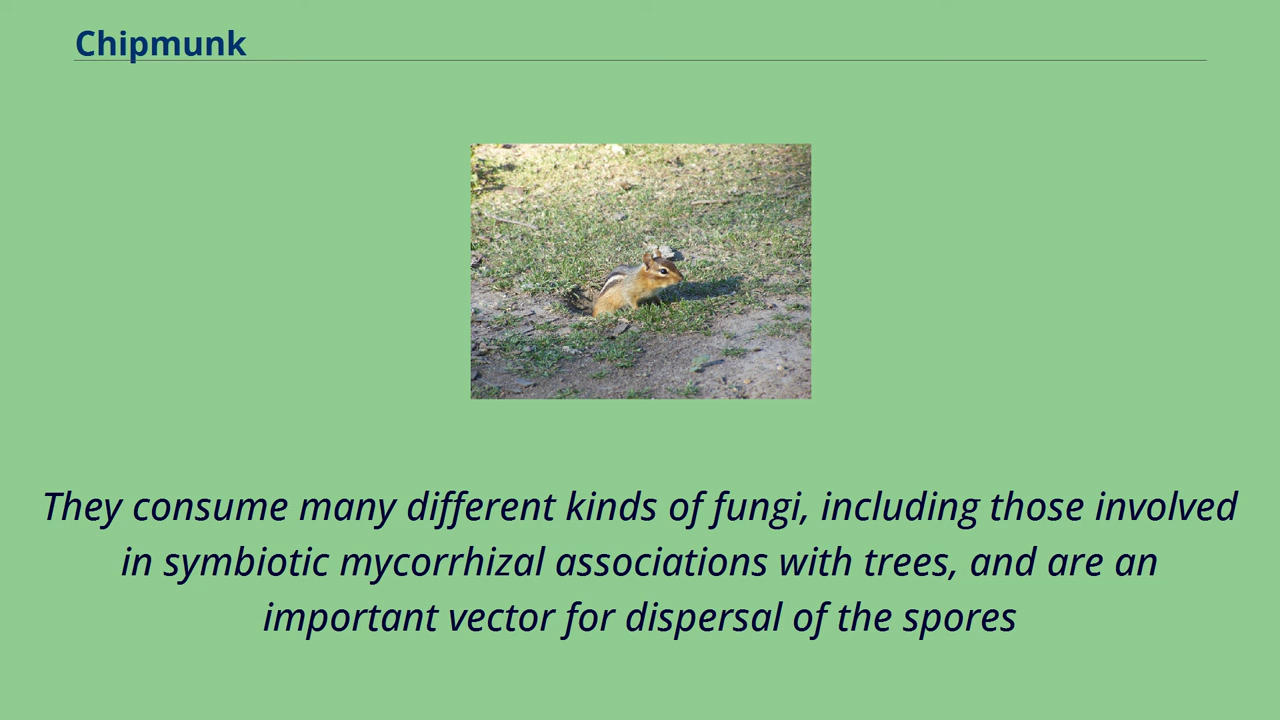 Chipmunk
They consume many different kinds of fungi, including those involved
in symbiotic mycorrhizal associations with trees, and are an
important vector for dispersal of the spores